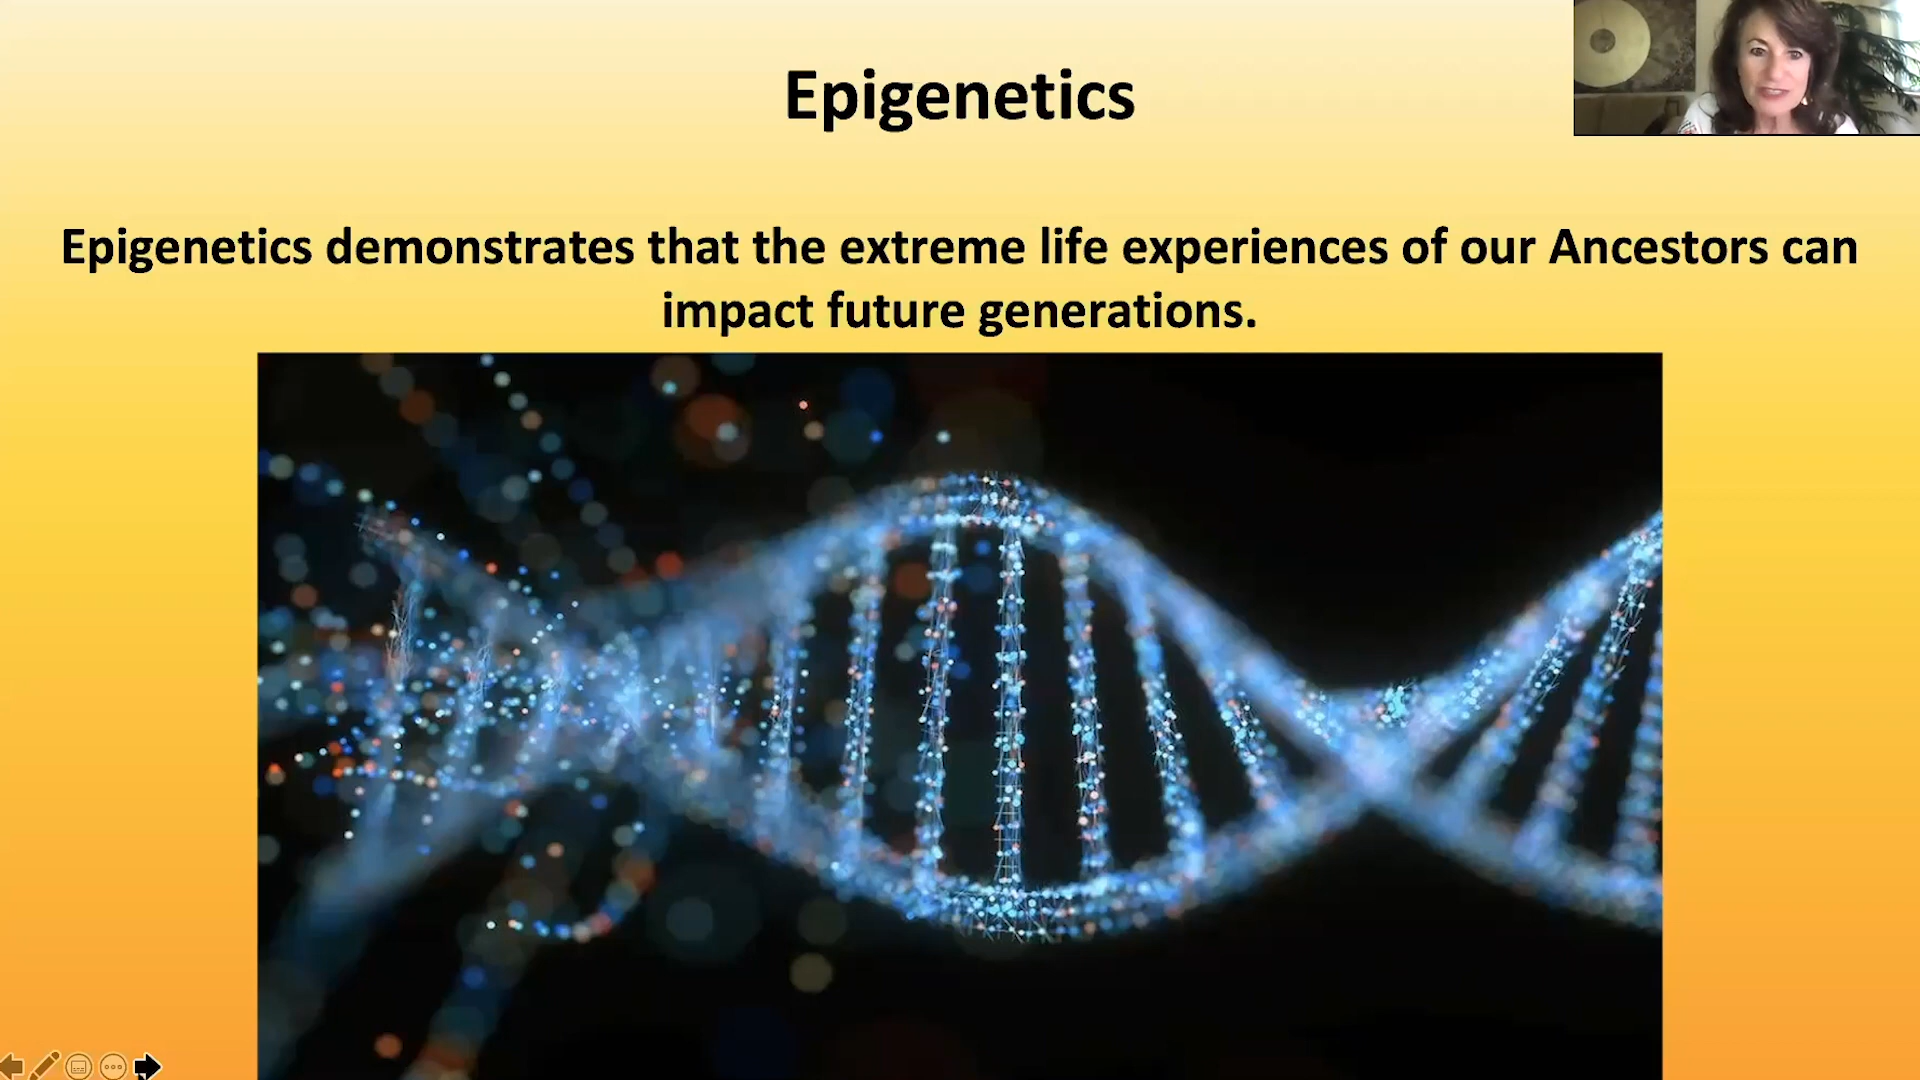 Epigenetics
Epigenetics demonstrates that the extreme life experiences of our Ancestors can
impact future generations.